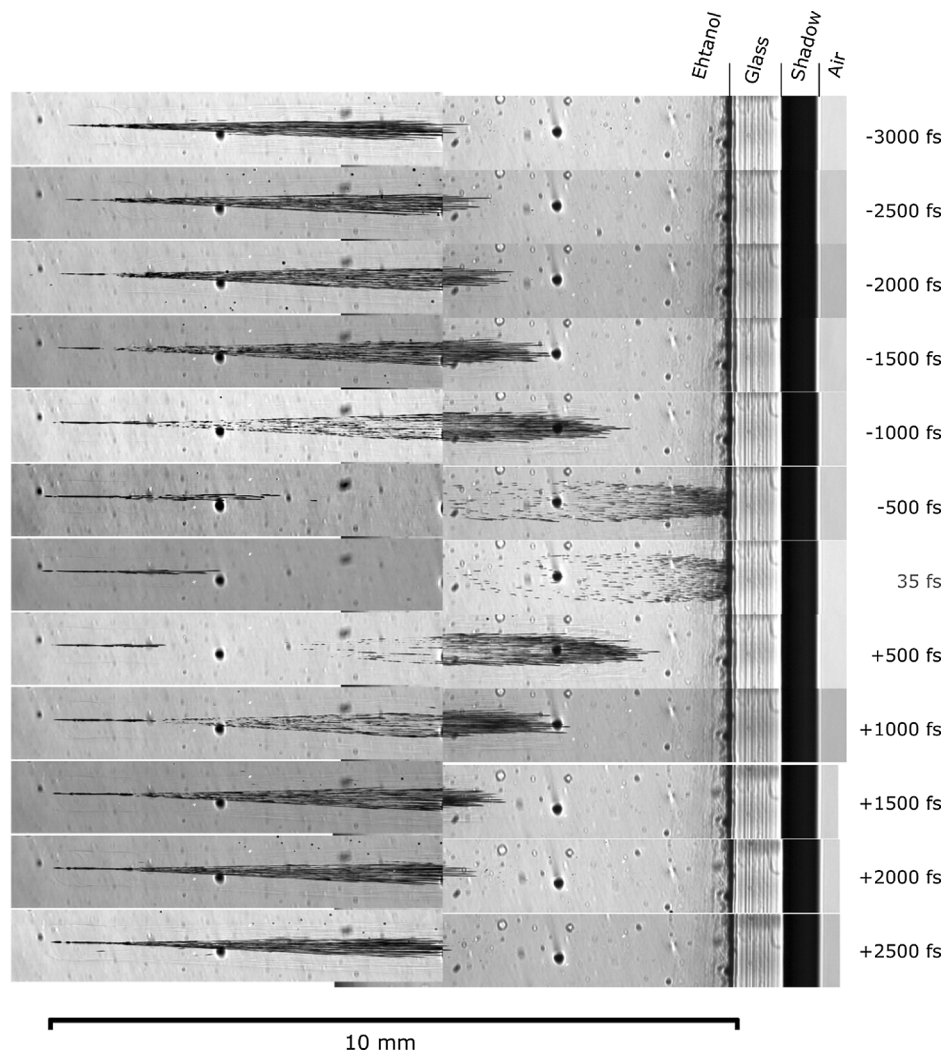 Ehtanol
Glass
Shadow
Air
-3000 fs
-2500 fs
-2000 fs
-1500 fs
-1000 fs
-500 fs
35 fs
+500 fs
+1000 fs
+1500 fs
+2000 fs
+2500 fs
10 mm